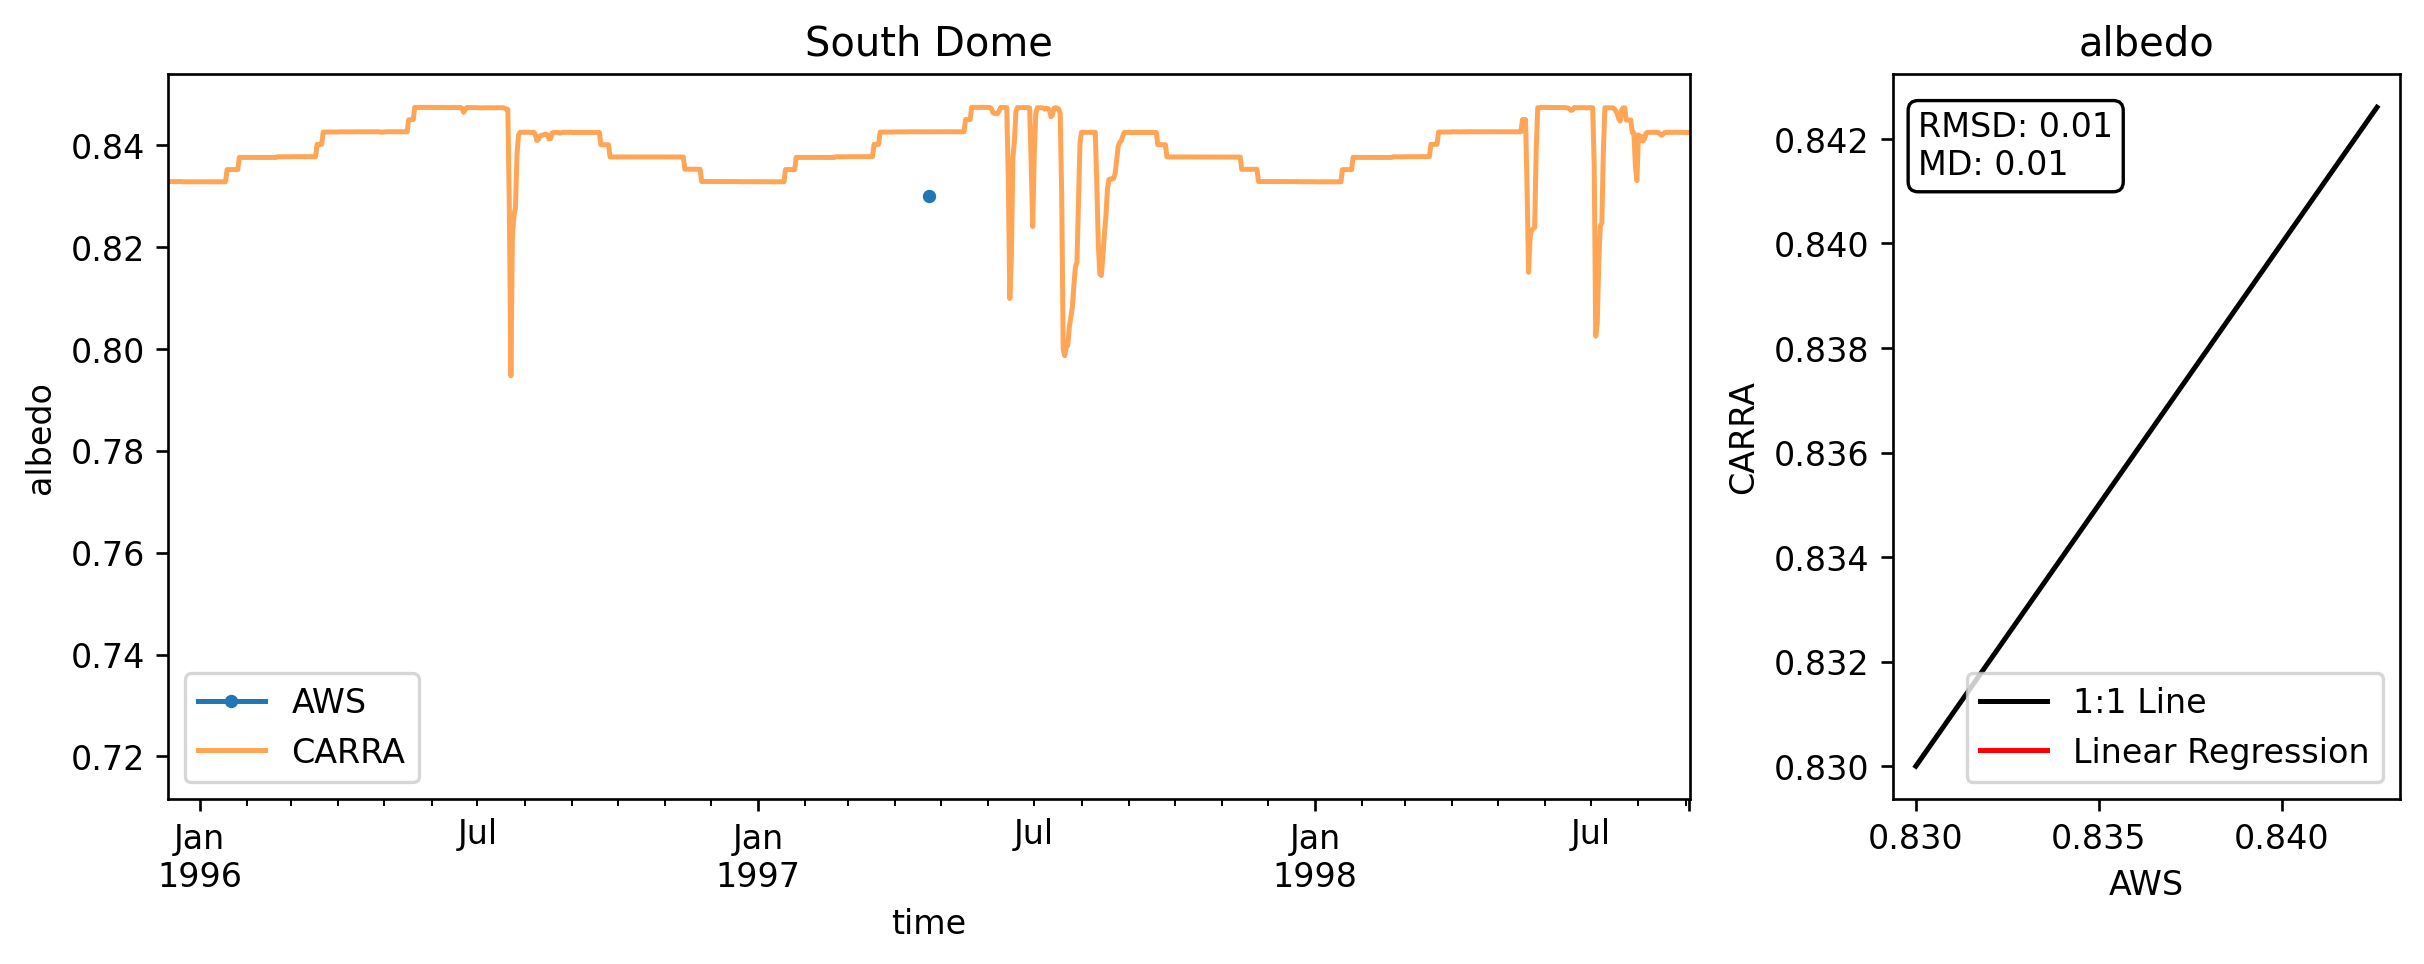 South Dome
albedo
0.84
0.82
0.80
0.78
0.76
0.74
0.72
albedo
AWS
CARRA
Jan
1996
Jul
Jan
1997
Jul
Jan
1998
Jul
time
RMSD: 0.01
MD: 0.01
0.842
0.840
0.838
0.836
0.834
0.832
0.830
CARRA
1:1 Line
Linear Regression
0.830
0.835
0.840
AWS